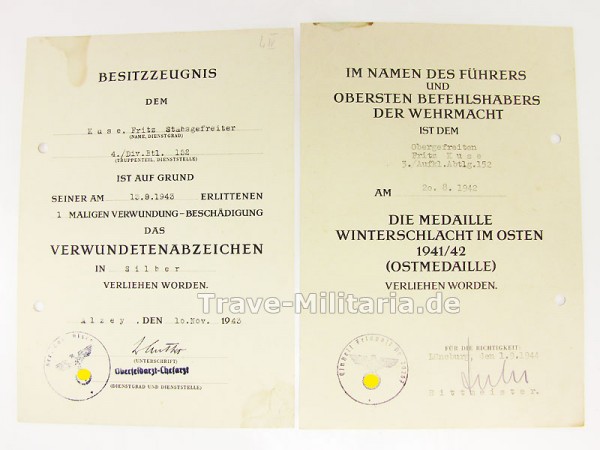 BESITZZEUGNIS
DEM
Kuse, Fritz Stabsgefreiter
(NAME, DIENSTGRAD)
4./Div.Btl. 152
(TRUPPENTEIL, DIENSTSTELLE)
IST AUF GRUND
SEINER AM 12.9.1943 ERLITTENEN
1 MALIGEN VERWUNDUNG – BESCHÄDIGUNG
DAS
VERWUNDETENABZEICHEN
IN Silber
VERLIEHEN WORDEN.
Alzey, DEN 10.Nov. 1943
(UNTERSCHRIFT)
Oberfeldarzt-Chefarzt
(DIENSTGRAD UND DIENSTSTELLE)
IM NAMEN DES FÜHRERS
UND
OBERSTEN BEFEHLSHABERS
DER WEHRMACHT
IST DEM
Obergefreiten
Fritz Kuse
3./Aufkl.Abtlg.152
AM 20. 8. 1942
DIE MEDAILLE
WINTERSCHLACHT IM OSTEN
1941/42
(OSTMEDAILLE)
VERLIEHEN WORDEN.
FÜR DIE RICHTIGKEIT:
Lüneburg, den 1.9.1944
Rittmeister.
Trave-Militaria.de